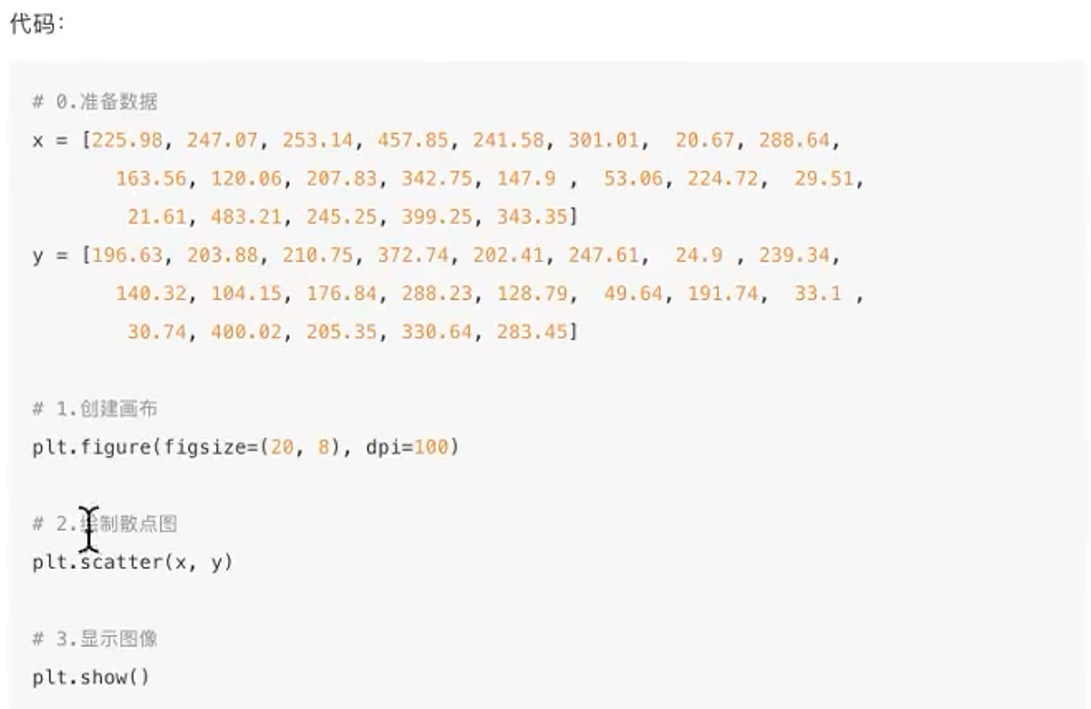 代码：
# 0.准备数据
x = [225.98, 247.07, 253.14, 457.85, 241.58, 301.01,  20.67, 288.64,
       163.56, 120.06, 207.83, 342.75, 147.9 ,  53.06, 224.72,  29.51,
        21.61, 483.21, 245.25, 399.25, 343.35]
y = [196.63, 203.88, 210.75, 372.74, 202.41, 247.61,  24.9 , 239.34,
       140.32, 104.15, 176.84, 288.23, 128.79,  49.64, 191.74,  33.1 ,
        30.74, 400.02, 205.35, 330.64, 283.45]
# 1.创建画布
plt.figure(figsize=(20, 8), dpi=100)
# 2.绘制散点图
plt.scatter(x, y)
# 3.显示图像
plt.show()